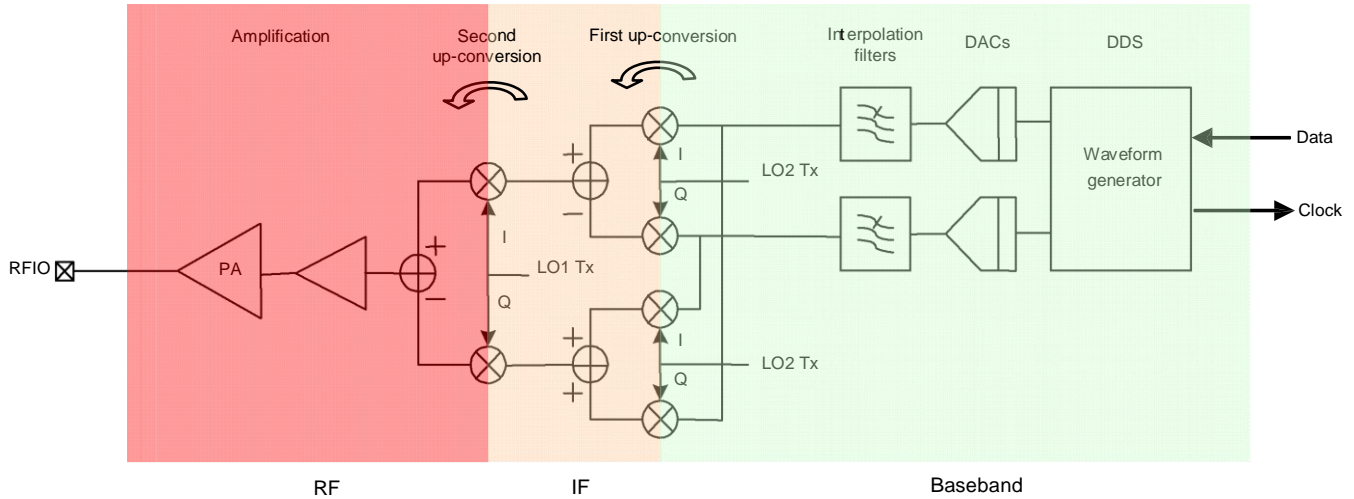 Amplification
Second
up-conversion
First up-conversion
Interpolation
filters
DACs
DDS
I
Q
LO2 Tx
Waveform
generator
Data
Clock
+
−
I
Q
LO1 Tx
+
−
PA
RFIO
I
Q
LO2 Tx
+
+
RF
IF
Baseband